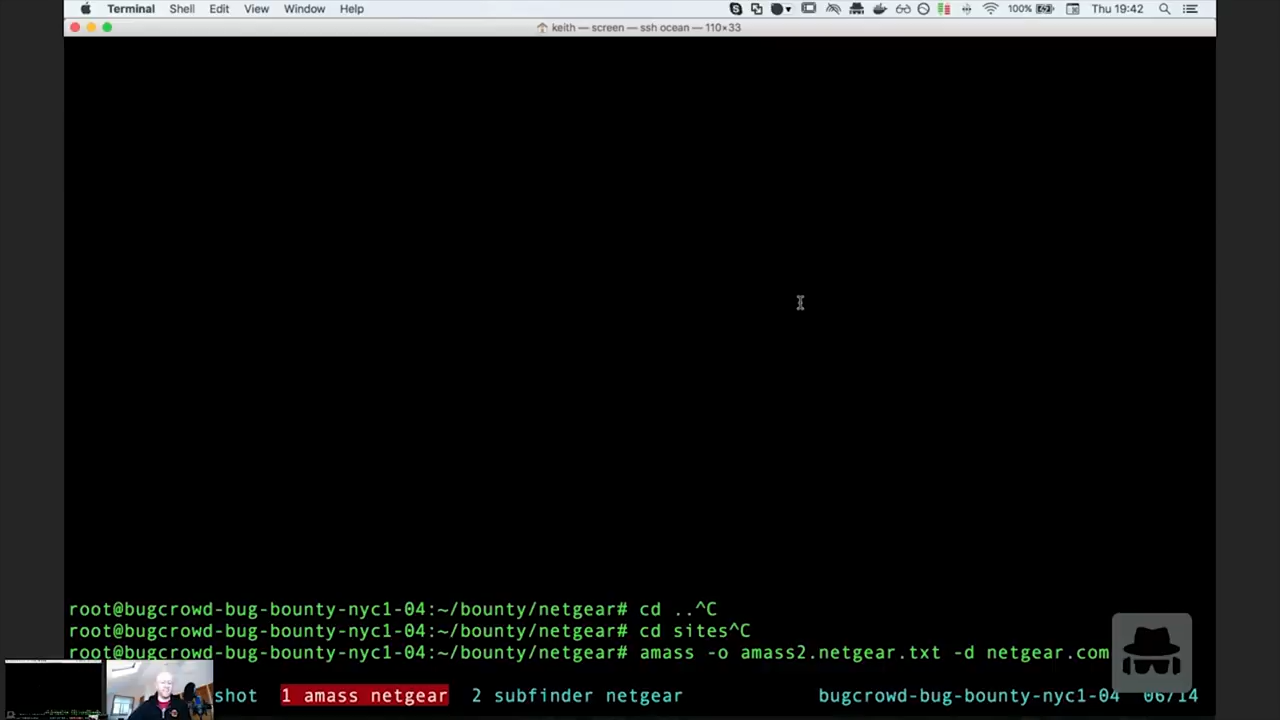 Terminal Shell Edit View Window Help 100% Thu 19:42
keith — screen — ssh ocean — 110×33
root@bugcrowd-bug-bounty-nyc1-04:~/bounty/netgear# cd ..^C
root@bugcrowd-bug-bounty-nyc1-04:~/bounty/netgear# cd sites^C
root@bugcrowd-bug-bounty-nyc1-04:~/bounty/netgear# amass -o amass2.netgear.txt -d netgear.com
shot 1 amass netgear 2 subfinder netgear bugcrowd-bug-bounty-nyc1-04 06/14